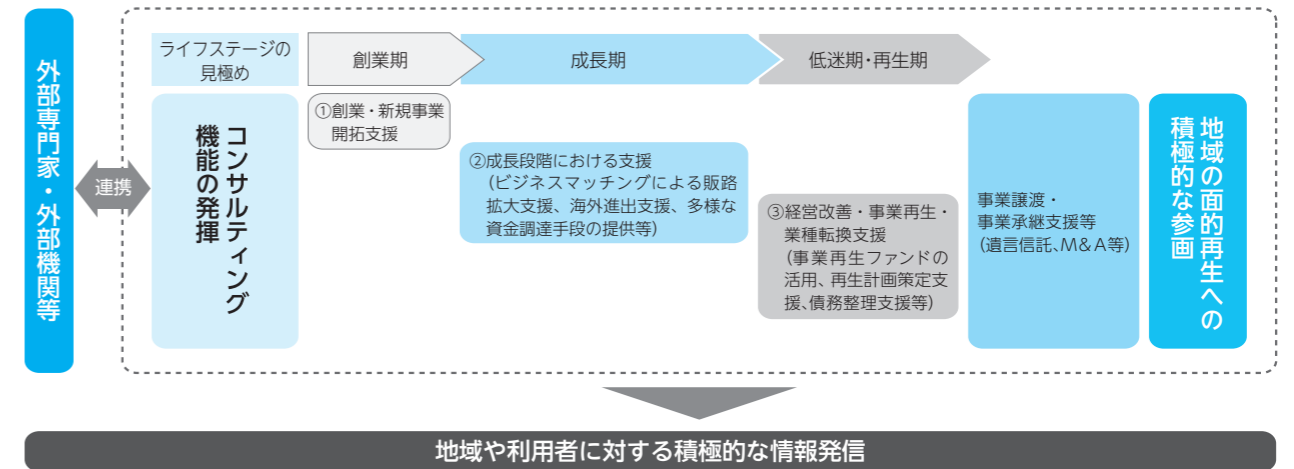 外部専門家・外部機関等
連携
ライフステージの
見極め
創業期
成長期
低迷期・再生期
コンサルティング
機能の発揮
①創業・新規事業
開拓支援
②成長段階における支援
(ビジネスマッチングによる販路
拡大支援、海外進出支援、多様な
資金調達手段の提供等)
③経営改善・事業再生・
業種転換支援
(事業再生ファンドの
活用、再生計画策定支
援、債務整理支援等)
事業譲渡・
事業承継支援等
(遺言信託、M&A等)
地域の面的再生への
積極的な参画
地域や利用者に対する積極的な情報発信